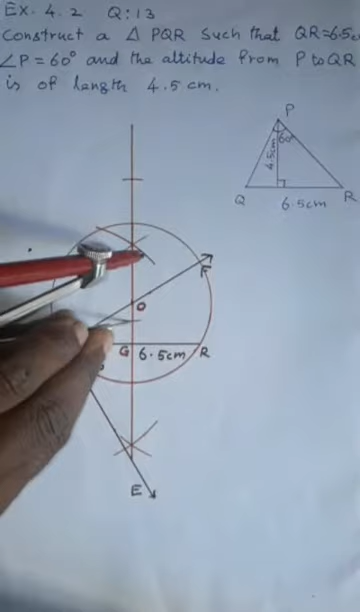 EX. 4.2 Q:13
Construct a Δ PQR Such that QR=6.5c
∠P = 60° and the altitude from P to QR
is of length 4.5 cm.
P
60°
4.5cm
Q
R
6.5cm
F
O
G 6.5cm R
E